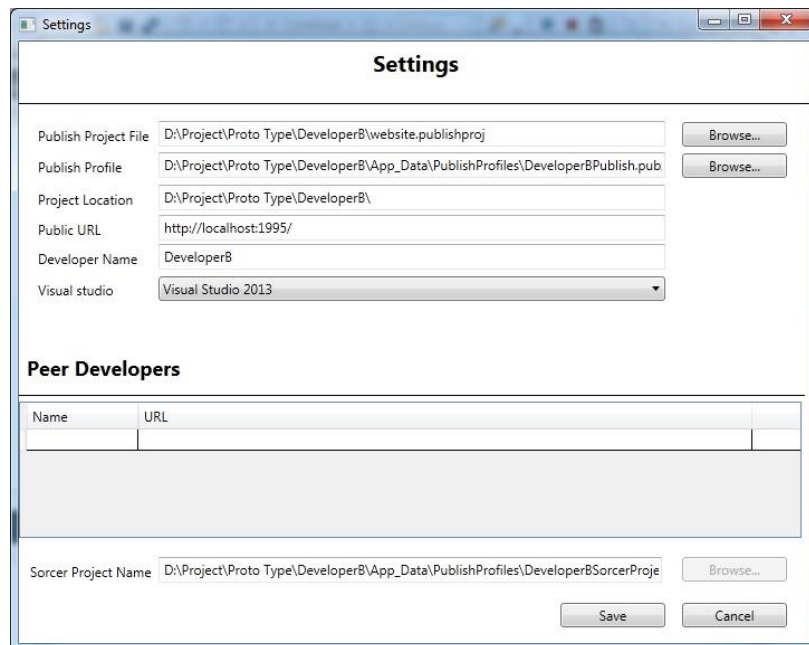 Settings
Settings
Publish Project File D:\Project\Proto Type\DeveloperB\website.publishproj Browse...
Publish Profile D:\Project\Proto Type\DeveloperB\App_Data\PublishProfiles\DeveloperBPublish.pub Browse...
Project Location D:\Project\Proto Type\DeveloperB\
Public URL http://localhost:1995/
Developer Name DeveloperB
Visual studio Visual Studio 2013
Peer Developers
Name URL
Sorcer Project Name D:\Project\Proto Type\DeveloperB\App_Data\PublishProfiles\DeveloperBSorcerProje Browse...
Save Cancel